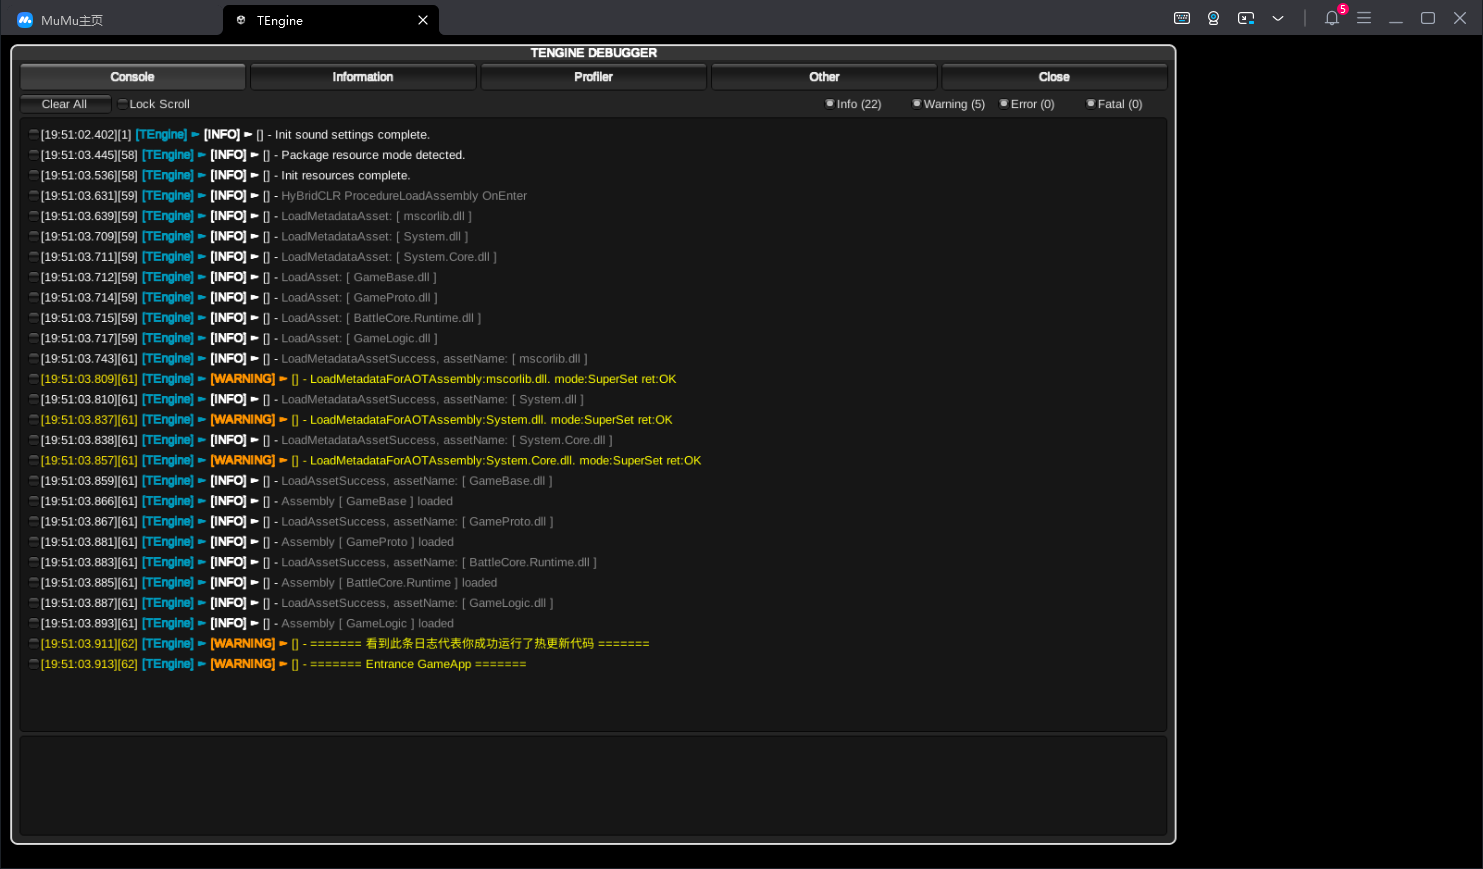 MuMu主页
TEngine
5
TENGINE DEBUGGER
Console Information Profiler Other Close
Clear All Lock Scroll Info (22) Warning (5) Error (0) Fatal (0)
[19:51:02.402][1] [TEngine] ► [INFO] ► [] - Init sound settings complete.
[19:51:03.445][58] [TEngine] ► [INFO] ► [] - Package resource mode detected.
[19:51:03.536][58] [TEngine] ► [INFO] ► [] - Init resources complete.
[19:51:03.631][59] [TEngine] ► [INFO] ► [] - HyBridCLR ProcedureLoadAssembly OnEnter
[19:51:03.639][59] [TEngine] ► [INFO] ► [] - LoadMetadataAsset: [ mscorlib.dll ]
[19:51:03.709][59] [TEngine] ► [INFO] ► [] - LoadMetadataAsset: [ System.dll ]
[19:51:03.711][59] [TEngine] ► [INFO] ► [] - LoadMetadataAsset: [ System.Core.dll ]
[19:51:03.712][59] [TEngine] ► [INFO] ► [] - LoadAsset: [ GameBase.dll ]
[19:51:03.714][59] [TEngine] ► [INFO] ► [] - LoadAsset: [ GameProto.dll ]
[19:51:03.715][59] [TEngine] ► [INFO] ► [] - LoadAsset: [ BattleCore.Runtime.dll ]
[19:51:03.717][59] [TEngine] ► [INFO] ► [] - LoadAsset: [ GameLogic.dll ]
[19:51:03.743][61] [TEngine] ► [INFO] ► [] - LoadMetadataAssetSuccess, assetName: [ mscorlib.dll ]
[19:51:03.809][61] [TEngine] ► [WARNING] ► [] - LoadMetadataForAOTAssembly:mscorlib.dll. mode:SuperSet ret:OK
[19:51:03.810][61] [TEngine] ► [INFO] ► [] - LoadMetadataAssetSuccess, assetName: [ System.dll ]
[19:51:03.837][61] [TEngine] ► [WARNING] ► [] - LoadMetadataForAOTAssembly:System.dll. mode:SuperSet ret:OK
[19:51:03.838][61] [TEngine] ► [INFO] ► [] - LoadMetadataAssetSuccess, assetName: [ System.Core.dll ]
[19:51:03.857][61] [TEngine] ► [WARNING] ► [] - LoadMetadataForAOTAssembly:System.Core.dll. mode:SuperSet ret:OK
[19:51:03.859][61] [TEngine] ► [INFO] ► [] - LoadAssetSuccess, assetName: [ GameBase.dll ]
[19:51:03.866][61] [TEngine] ► [INFO] ► [] - Assembly [ GameBase ] loaded
[19:51:03.867][61] [TEngine] ► [INFO] ► [] - LoadAssetSuccess, assetName: [ GameProto.dll ]
[19:51:03.881][61] [TEngine] ► [INFO] ► [] - Assembly [ GameProto ] loaded
[19:51:03.883][61] [TEngine] ► [INFO] ► [] - LoadAssetSuccess, assetName: [ BattleCore.Runtime.dll ]
[19:51:03.885][61] [TEngine] ► [INFO] ► [] - Assembly [ BattleCore.Runtime ] loaded
[19:51:03.887][61] [TEngine] ► [INFO] ► [] - LoadAssetSuccess, assetName: [ GameLogic.dll ]
[19:51:03.893][61] [TEngine] ► [INFO] ► [] - Assembly [ GameLogic ] loaded
[19:51:03.911][62] [TEngine] ► [WARNING] ► [] - ======= 看到此条日志代表你成功运行了热更新代码 =======
[19:51:03.913][62] [TEngine] ► [WARNING] ► [] - ======= Entrance GameApp =======